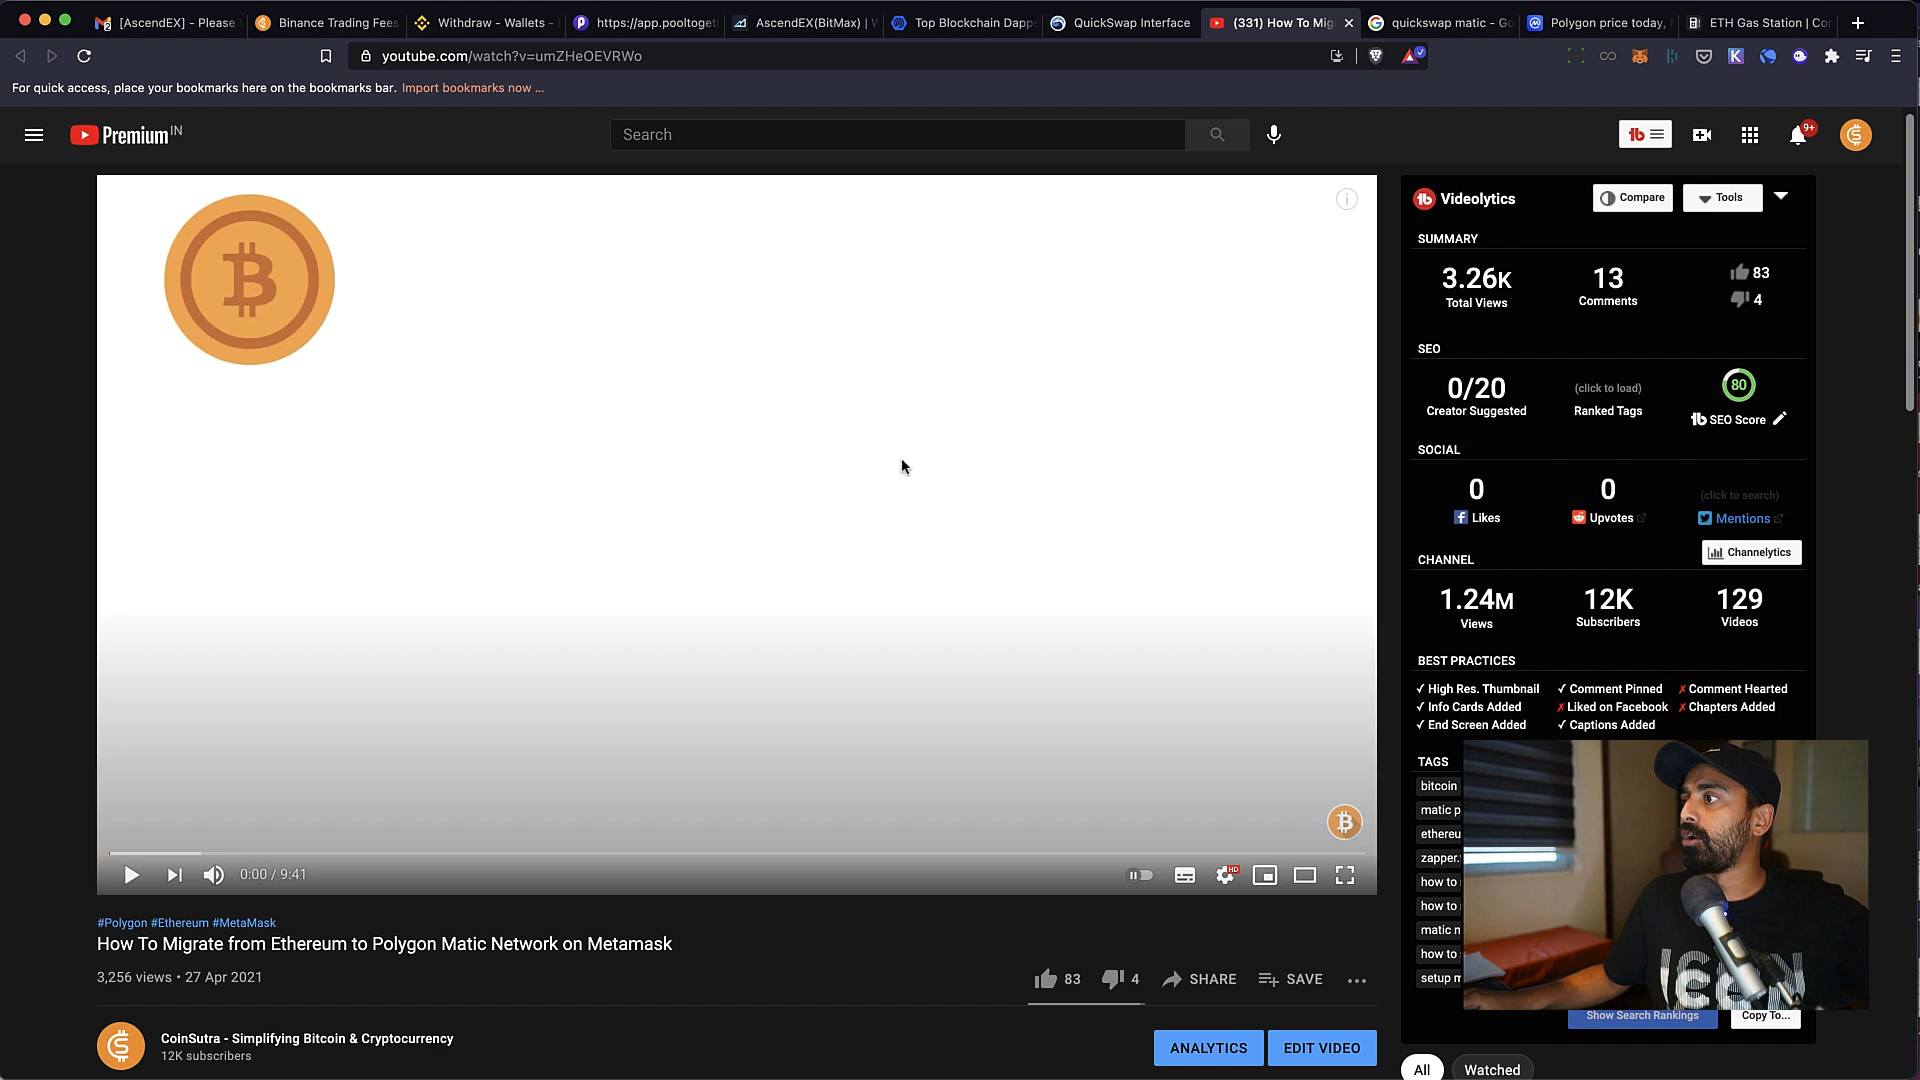 [AscendEX] - Please
Binance Trading Fees
Withdraw - Wallets -
https://app.pooltoget
AscendEX(BitMax) | W
Top Blockchain Dapp
QuickSwap Interface
(331) How To Mig
quickswap matic - Go
Polygon price today,
ETH Gas Station | Co
youtube.com/watch?v=umZHeOEVRWo
For quick access, place your bookmarks here on the bookmarks bar. Import bookmarks now ...
Premium IN
Search
9+
Videolytics
Compare
Tools
SUMMARY
3.26K
Total Views
13
Comments
83
4
SEO
0/20
Creator Suggested
(click to load)
Ranked Tags
80
SEO Score
SOCIAL
0
Likes
0
Upvotes
(click to search)
Mentions
CHANNEL
Channelytics
1.24M
Views
12K
Subscribers
129
Videos
BEST PRACTICES
✓ High Res. Thumbnail ✓ Comment Pinned ✗ Comment Hearted
✓ Info Cards Added ✗ Liked on Facebook ✗ Chapters Added
✓ End Screen Added ✓ Captions Added
TAGS
bitcoin
matic p
ethereu
zapper.
how to
how to
matic n
how to
setup m
Show Search Rankings
Copy To...
0:00 / 9:41
HD
#Polygon #Ethereum #MetaMask
How To Migrate from Ethereum to Polygon Matic Network on Metamask
3,256 views • 27 Apr 2021
83
4
SHARE
SAVE
CoinSutra - Simplifying Bitcoin & Cryptocurrency
12K subscribers
ANALYTICS
EDIT VIDEO
All
Watched